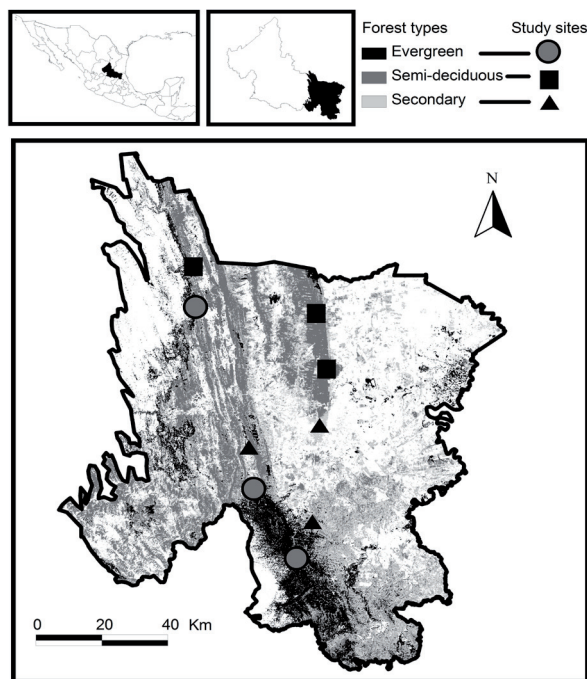 Forest types Study sites
Evergreen
Semi-deciduous
Secondary
N
0 20 40 Km